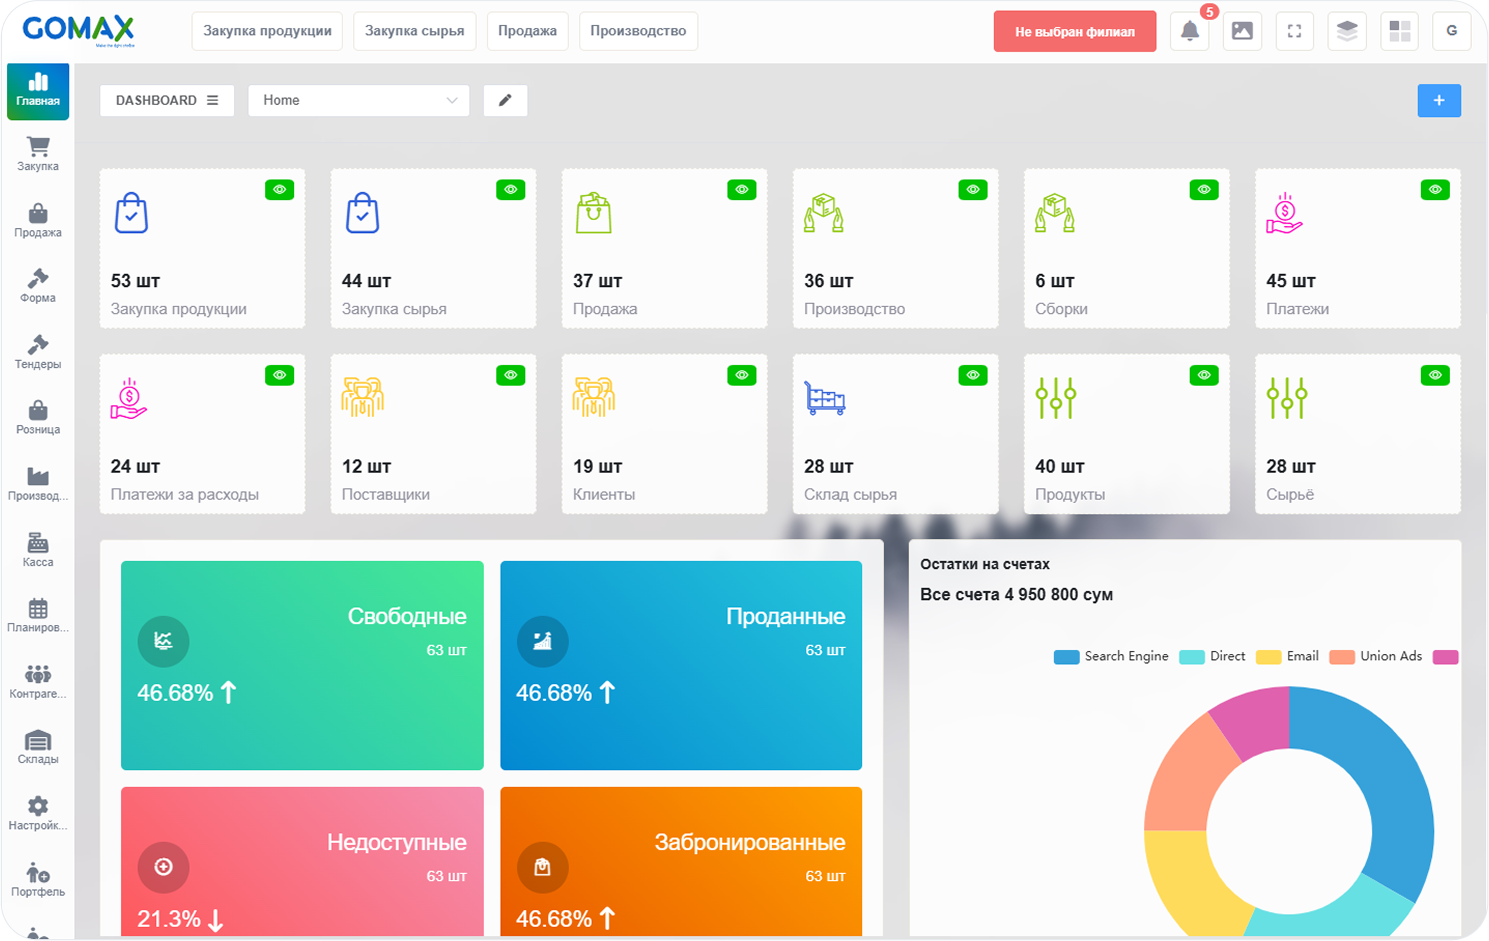 GOMAX
Make the right choice
Закупка продукции
Закупка сырья
Продажа
Производство
Не выбран филиал
5
G
Главная
Закупка
Продажа
Форма
Тендеры
Розница
Производ...
Касса
Планиров...
Контраге...
Склады
Настройк...
Портфель
DASHBOARD
Home
+
53 шт
Закупка продукции
44 шт
Закупка сырья
37 шт
Продажа
36 шт
Производство
6 шт
Сборки
45 шт
Платежи
24 шт
Платежи за расходы
12 шт
Поставщики
19 шт
Клиенты
28 шт
Склад сырья
40 шт
Продукты
28 шт
Сырьё
Свободные
63 шт
46.68%
Проданные
63 шт
46.68%
Недоступные
63 шт
21.3%
Забронированные
63 шт
46.68%
Остатки на счетах
Все счета 4 950 800 сум
Search Engine
Direct
Email
Union Ads